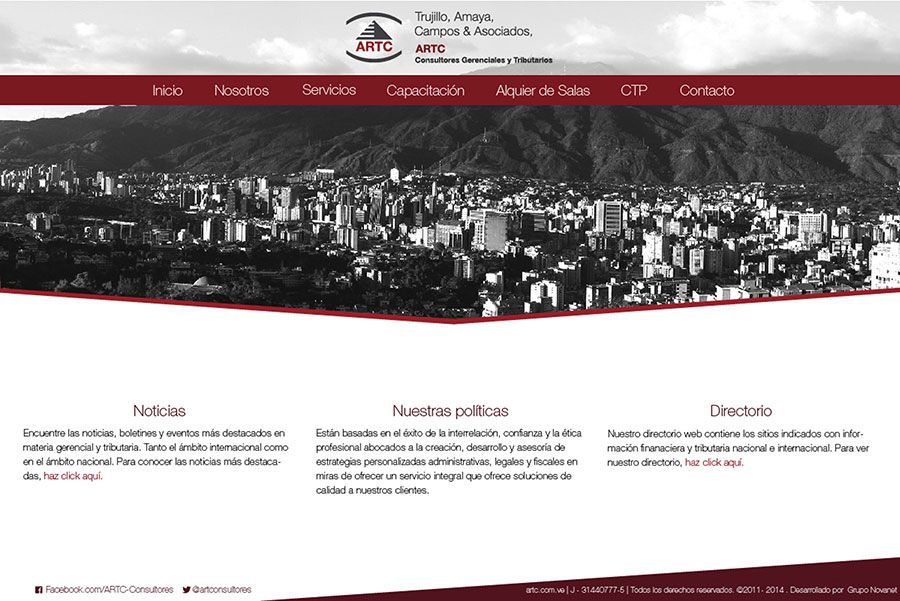 Trujillo, Amaya,
Campos & Asociados,
ARTC
ARTC
Consultores Gerenciales y Tributarios
Inicio Nosotros Servicios Capacitación Alquier de Salas CTP Contacto
Noticias
Encuentre las noticias, boletines y eventos más destacados en
materia gerencial y tributaria. Tanto el ámbito internacional como
en el ámbito nacional. Para conocer las noticias más destaca-
das, haz click aquí.
Nuestras políticas
Están basadas en el éxito de la interrelación, confianza y la ética
profesional abocados a la creación, desarrollo y asesoría de
estrategias personalizadas administrativas, legales y fiscales en
miras de ofrecer un servicio integral que ofrece soluciones de
calidad a nuestros clientes.
Directorio
Nuestro directorio web contiene los sitios indicados con infor-
mación finanaciera y tributaria nacional e internacional. Para ver
nuestro directorio, haz click aquí.
Facebook.com/ARTC-Consultores @artconsultores
artc.com.ve | J - 31440777-5 | Todos los derechos reservados. ©2011- 2014 . Desarrollado por Grupo Novanet